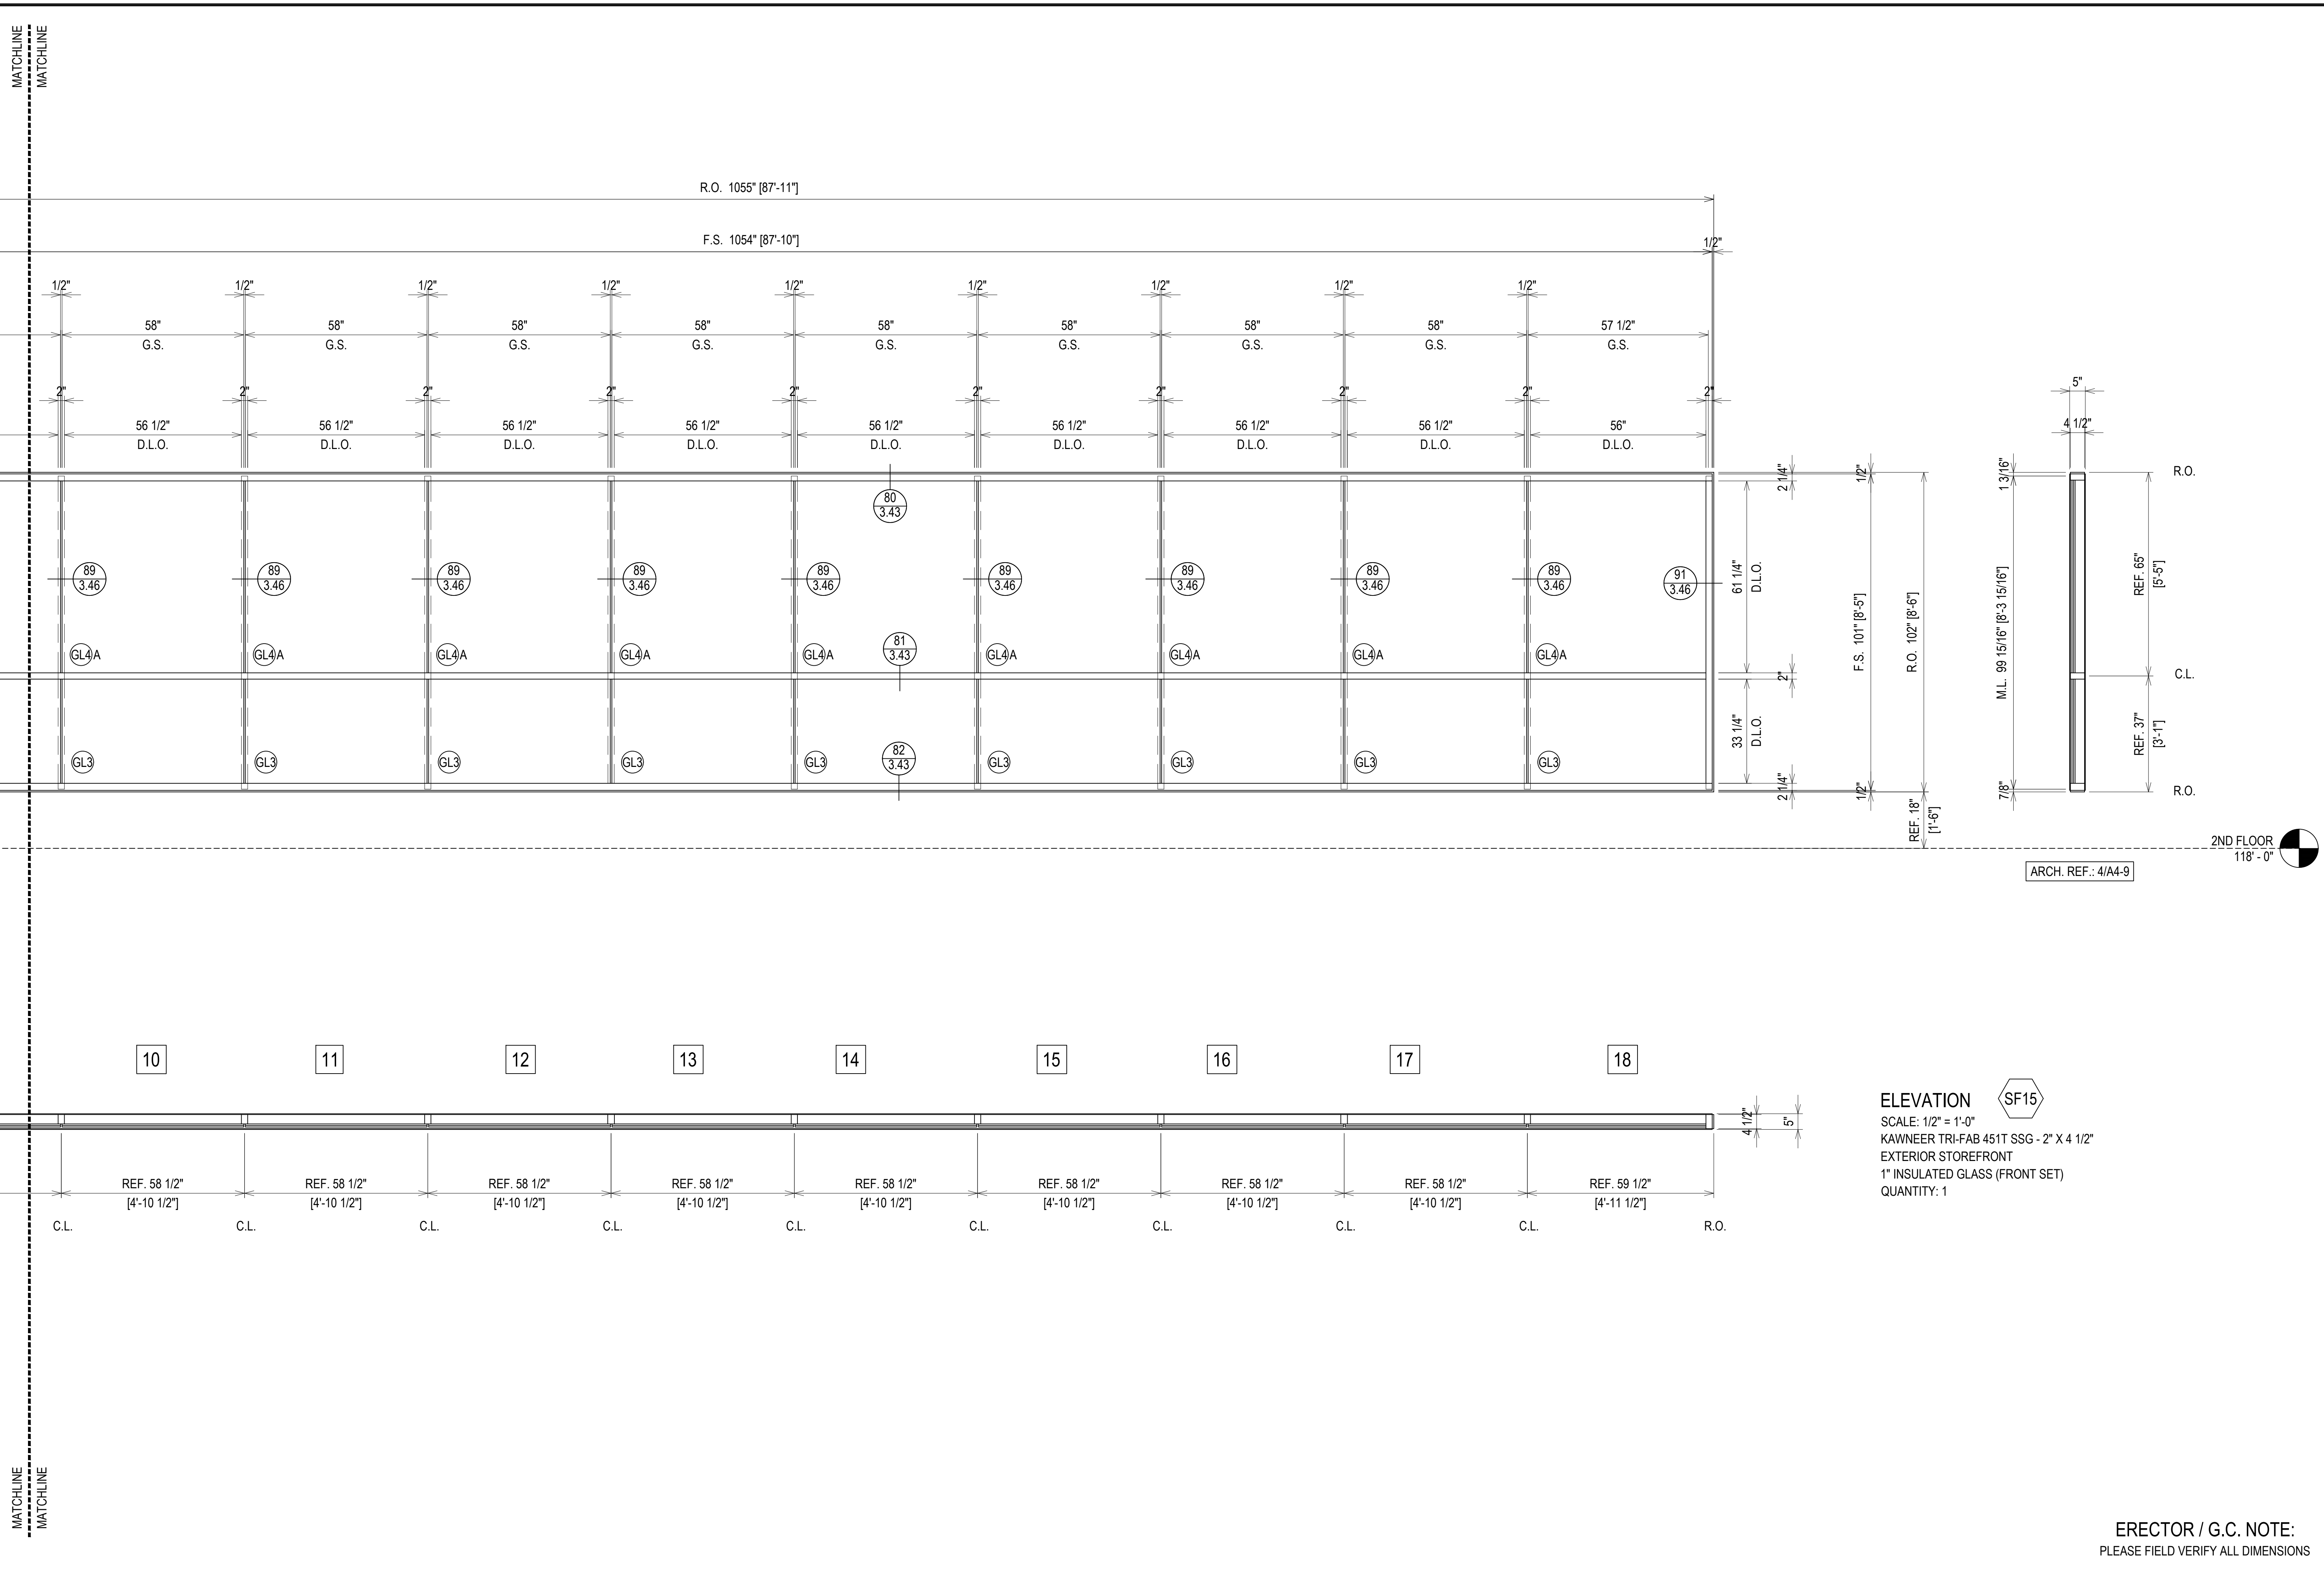 MATCHLINE MATCHLINE
R.O. 1055" [87'-11"]
F.S. 1054" [87'-10"] 1/2"
1/2" 1/2" 1/2" 1/2" 1/2" 1/2" 1/2" 1/2" 1/2"
58" 58" 58" 58" 58" 58" 58" 58" 57 1/2"
G.S. G.S. G.S. G.S. G.S. G.S. G.S. G.S. G.S.
2" 2" 2" 2" 2" 2" 2" 2" 2" 2"
56 1/2" 56 1/2" 56 1/2" 56 1/2" 56 1/2" 56 1/2" 56 1/2" 56 1/2" 56"
D.L.O. D.L.O. D.L.O. D.L.O. D.L.O. D.L.O. D.L.O. D.L.O. D.L.O.
80
3.43
89 89 89 89 89 89 89 89 89 91
3.46 3.46 3.46 3.46 3.46 3.46 3.46 3.46 3.46 3.46
81
3.43
GL4 A GL4 A GL4 A GL4 A GL4 A GL4 A GL4 A GL4 A GL4 A
82
3.43
GL3 GL3 GL3 GL3 GL3 GL3 GL3 GL3 GL3
61 1/4"
D.L.O.
33 1/4"
D.L.O.
2 1/4"
2"
2 1/4"
1/2"
1/2"
F.S. 101" [8'-5"]
R.O. 102" [8'-6"]
REF. 18"
[1'-6"]
5"
4 1/2"
1 3/16"
M.L. 99 15/16" [8'-3 15/16"]
7/8"
REF. 65"
[5'-5"]
REF. 37"
[3'-1"]
R.O.
C.L.
R.O.
2ND FLOOR
118' - 0"
ARCH. REF.: 4/A4-9
10 11 12 13 14 15 16 17 18
4 1/2"
5"
REF. 58 1/2" REF. 58 1/2" REF. 58 1/2" REF. 58 1/2" REF. 58 1/2" REF. 58 1/2" REF. 58 1/2" REF. 58 1/2" REF. 59 1/2"
[4'-10 1/2"] [4'-10 1/2"] [4'-10 1/2"] [4'-10 1/2"] [4'-10 1/2"] [4'-10 1/2"] [4'-10 1/2"] [4'-10 1/2"] [4'-11 1/2"]
C.L. C.L. C.L. C.L. C.L. C.L. C.L. C.L. C.L. R.O.
ELEVATION SF15
SCALE: 1/2" = 1'-0"
KAWNEER TRI-FAB 451T SSG - 2" X 4 1/2"
EXTERIOR STOREFRONT
1" INSULATED GLASS (FRONT SET)
QUANTITY: 1
MATCHLINE MATCHLINE
ERECTOR / G.C. NOTE:
PLEASE FIELD VERIFY ALL DIMENSIONS